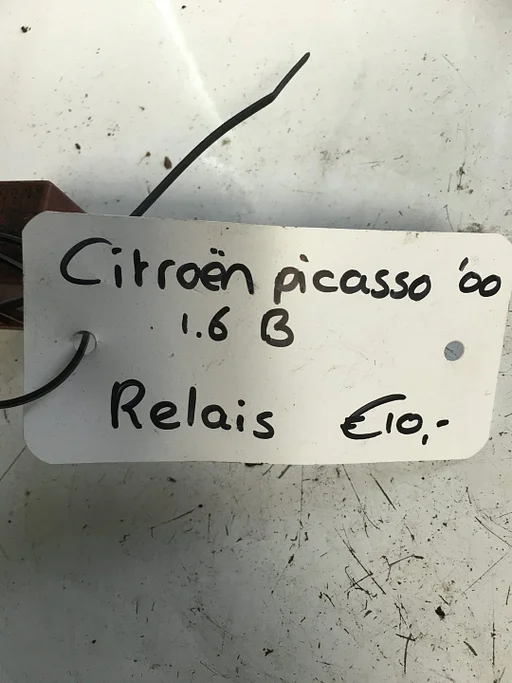 Citroën picasso '00
1.6 B
Relais €10,-